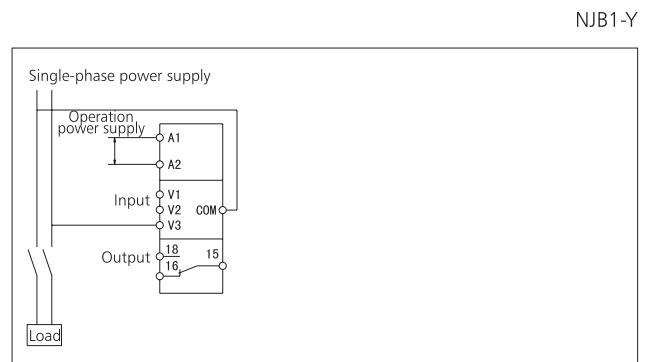 NJB1-Y
Single-phase power supply
Operation
power supply
A1
A2
Input
V1
V2
V3
COM
Output
18
16
15
Load